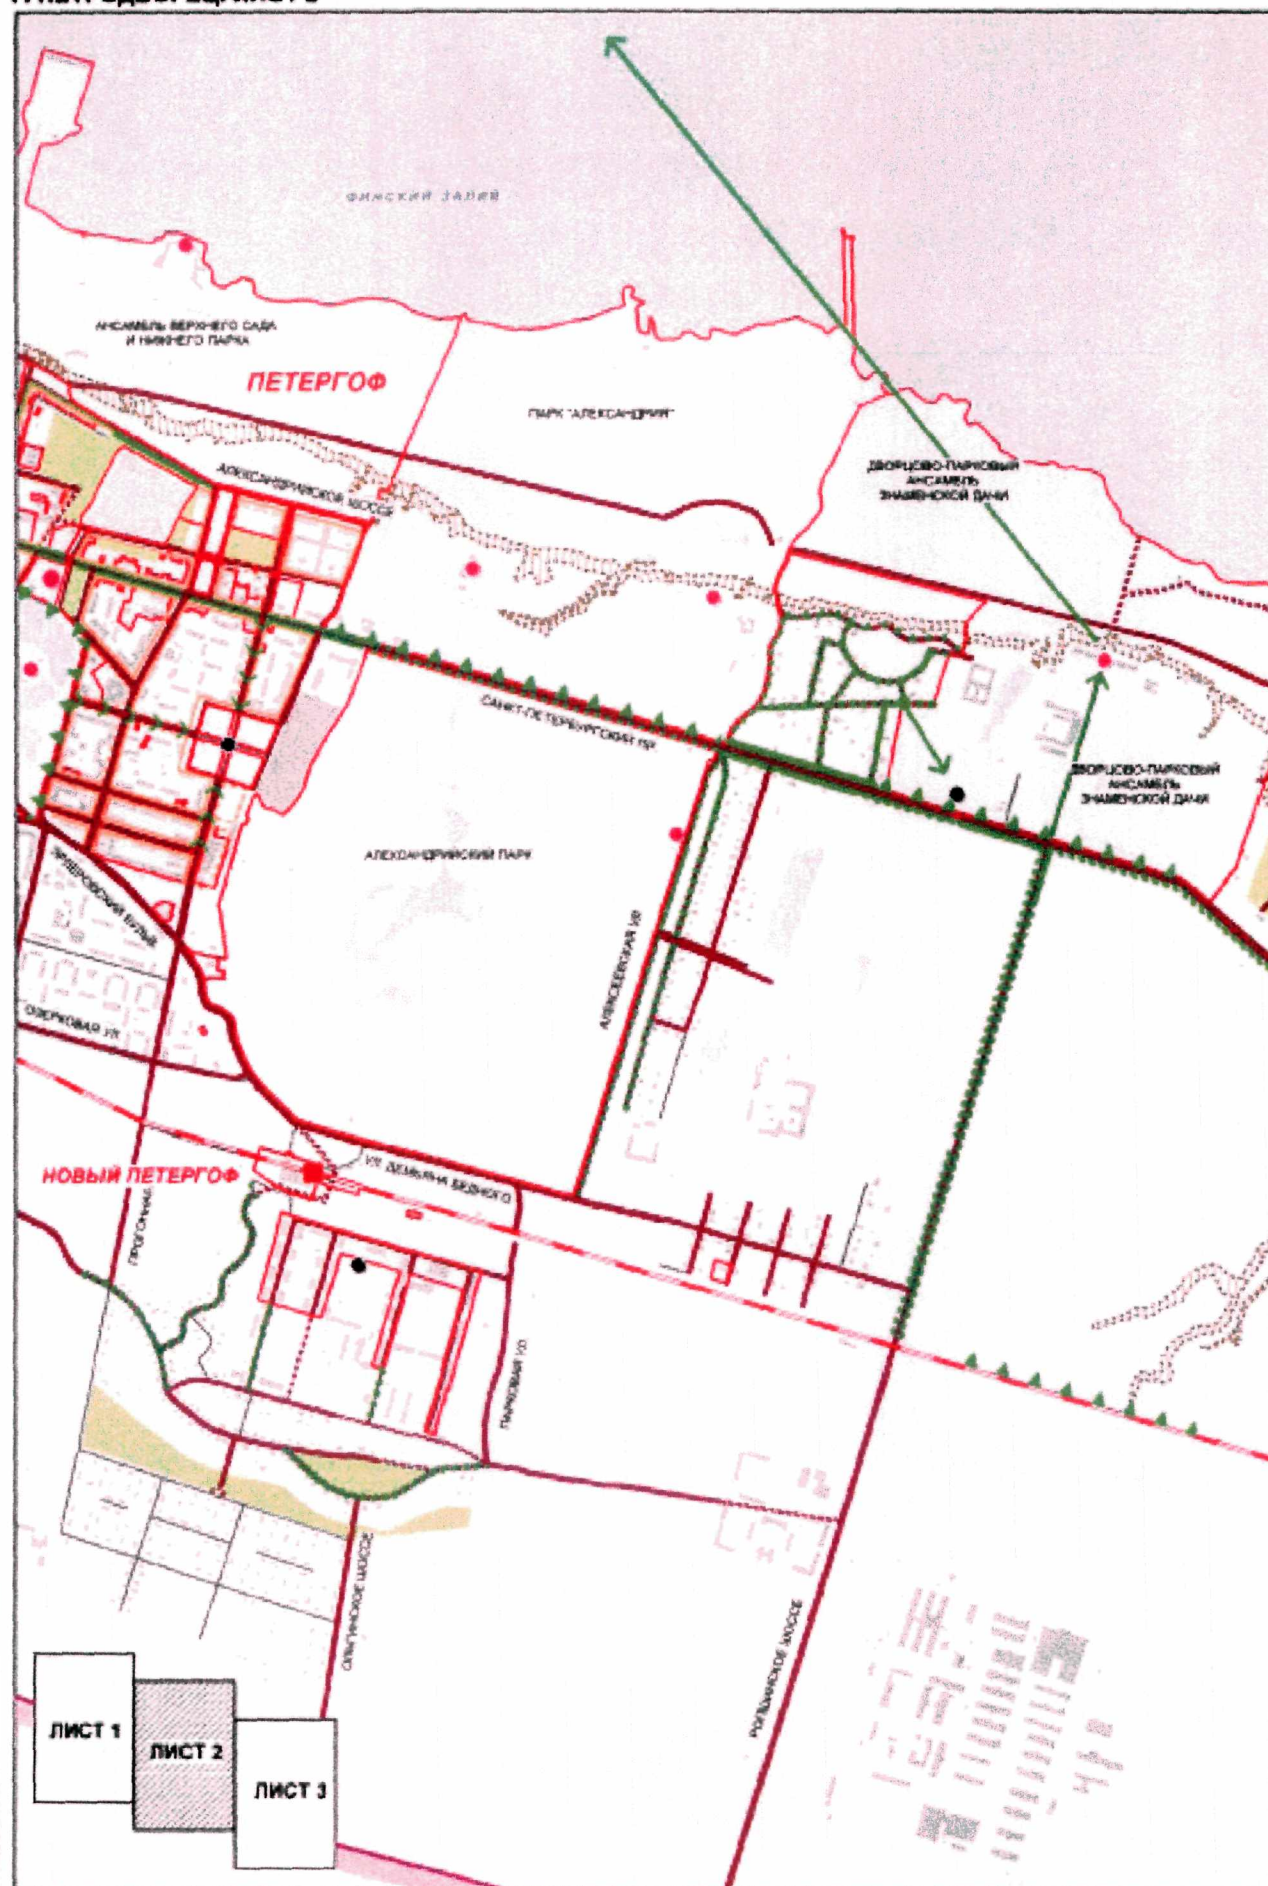 ФИНСКИЙ ЗАЛИВ
АНСАМБЛЬ ВЕРХНЕГО САДА
И НИЖНЕГО ПАРКА
ПЕТЕРГОФ
ПАРК "АЛЕКСАНДРИЯ"
АЛЕКСАНДРИЙСКОЕ ШОССЕ
ДВОРЦОВО-ПАРКОВЫЙ
АНСАМБЛЬ
ЗНАМЕНСКОЙ ДАЧИ
САНКТ-ПЕТЕРБУРГСКИЙ ПР
ДВОРЦОВО-ПАРКОВЫЙ
АНСАМБЛЬ
ЗНАМЕНСКОЙ ДАЧИ
АЛЕКСАНДРИЙСКИЙ ПАРК
БУЛЬВ
АЛЕКСЕЕВСКАЯ УЛ
ОЗЕРКОВАЯ УЛ
НОВЫЙ ПЕТЕРГОФ
УЛ ДЕМЬЯНА БЕДНОГО
ПРОГОННАЯ
ПАРКОВАЯ УЛ
ШОССЕ
РОПШИНСКОЕ ШОССЕ
ЛИСТ 1
ЛИСТ 2
ЛИСТ 3